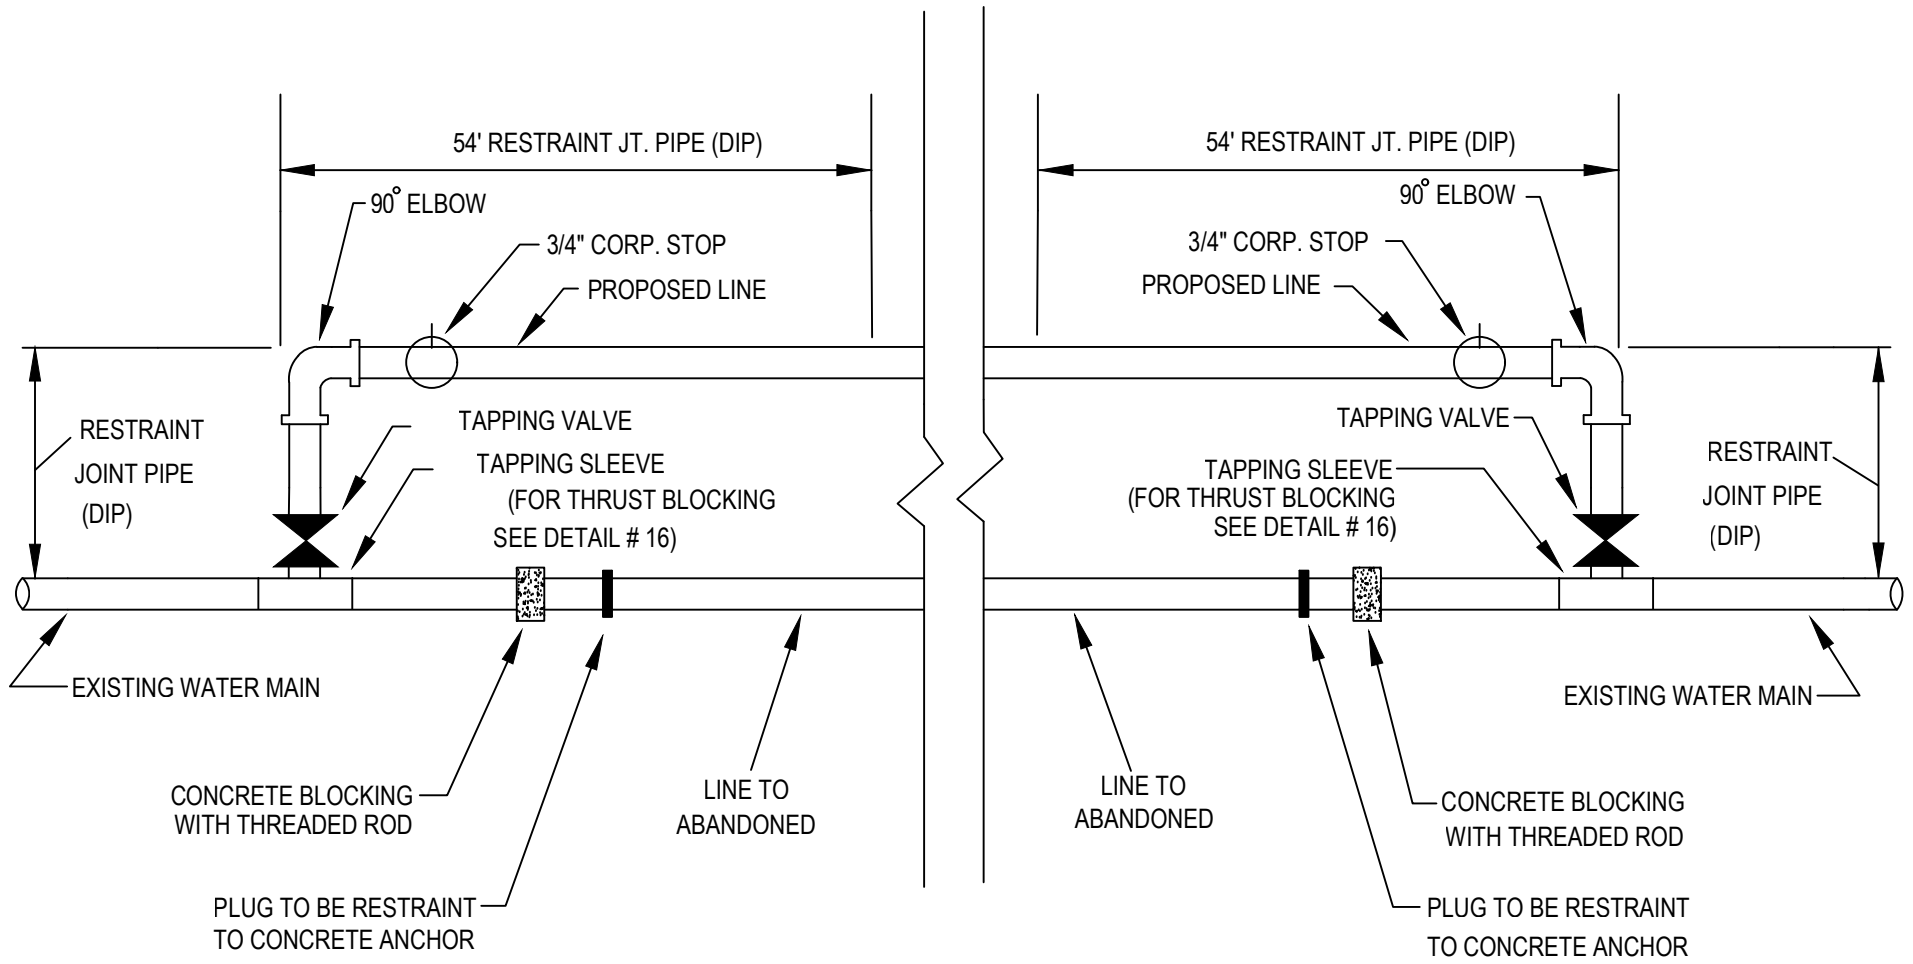 54' RESTRAINT JT. PIPE (DIP)
90° ELBOW
3/4" CORP. STOP
PROPOSED LINE
RESTRAINT
JOINT PIPE
(DIP)
TAPPING VALVE
TAPPING SLEEVE
(FOR THRUST BLOCKING
SEE DETAIL # 16)
EXISTING WATER MAIN
CONCRETE BLOCKING
WITH THREADED ROD
LINE TO
ABANDONED
PLUG TO BE RESTRAINT
TO CONCRETE ANCHOR
54' RESTRAINT JT. PIPE (DIP)
90° ELBOW
3/4" CORP. STOP
PROPOSED LINE
TAPPING VALVE
TAPPING SLEEVE
(FOR THRUST BLOCKING
SEE DETAIL # 16)
RESTRAINT
JOINT PIPE
(DIP)
EXISTING WATER MAIN
LINE TO
ABANDONED
CONCRETE BLOCKING
WITH THREADED ROD
PLUG TO BE RESTRAINT
TO CONCRETE ANCHOR